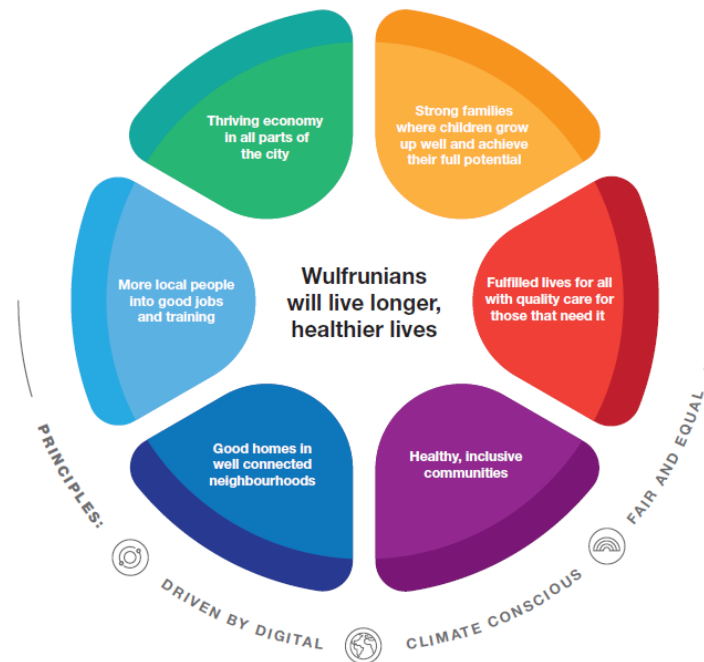 Thriving economy
in all parts of
the city
Strong families
where children grow
up well and achieve
their full potential
More local people
into good jobs
and training
Wulfrunians
will live longer,
healthier lives
Fulfilled lives for all
with quality care for
those that need it
Good homes in
well connected
neighbourhoods
Healthy, inclusive
communities
PRINCIPLES:
DRIVEN BY DIGITAL
CLIMATE CONSCIOUS
FAIR AND EQUAL